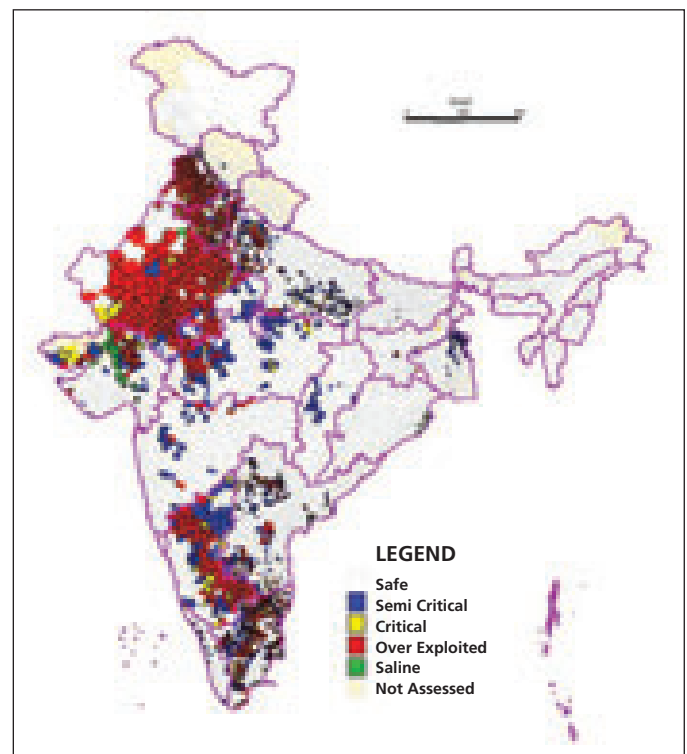 LEGEND
Safe
Semi Critical
Critical
Over Exploited
Saline
Not Assessed